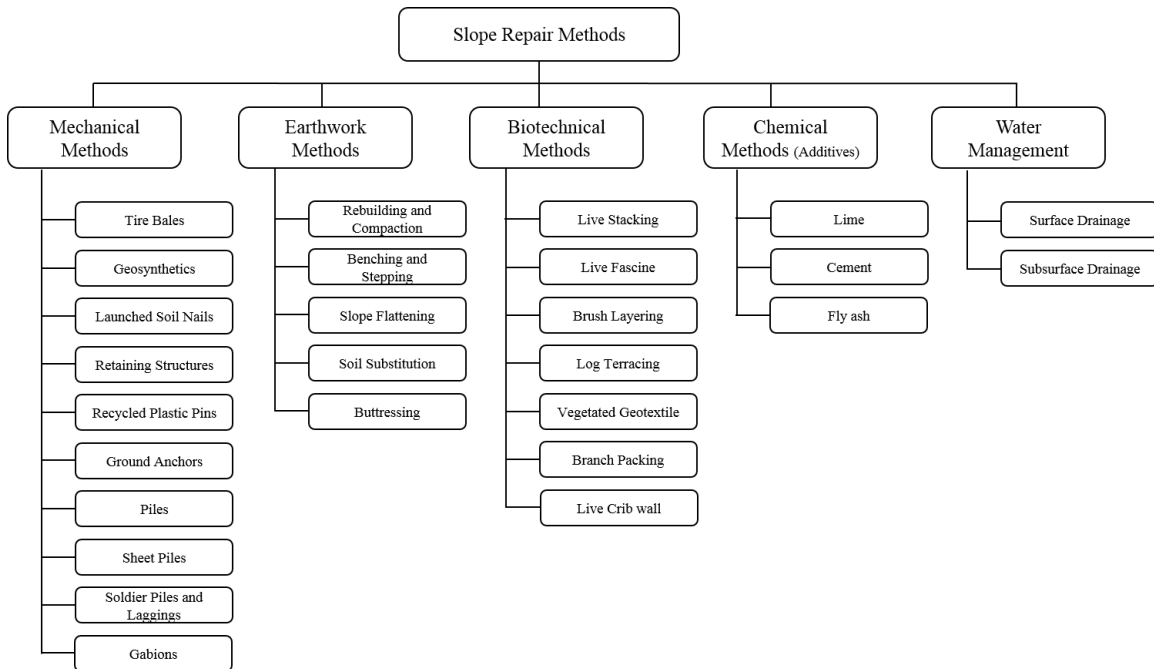 Slope Repair Methods
Mechanical
Methods
Tire Bales
Geosynthetics
Launched Soil Nails
Retaining Structures
Recycled Plastic Pins
Ground Anchors
Piles
Sheet Piles
Soldier Piles and
Laggings
Gabions
Earthwork
Methods
Rebuilding and
Compaction
Benching and
Stepping
Slope Flattening
Soil Substitution
Buttressing
Biotechnical
Methods
Live Stacking
Live Fascine
Brush Layering
Log Terracing
Vegetated Geotextile
Branch Packing
Live Crib wall
Chemical
Methods (Additives)
Lime
Cement
Fly ash
Water
Management
Surface Drainage
Subsurface Drainage